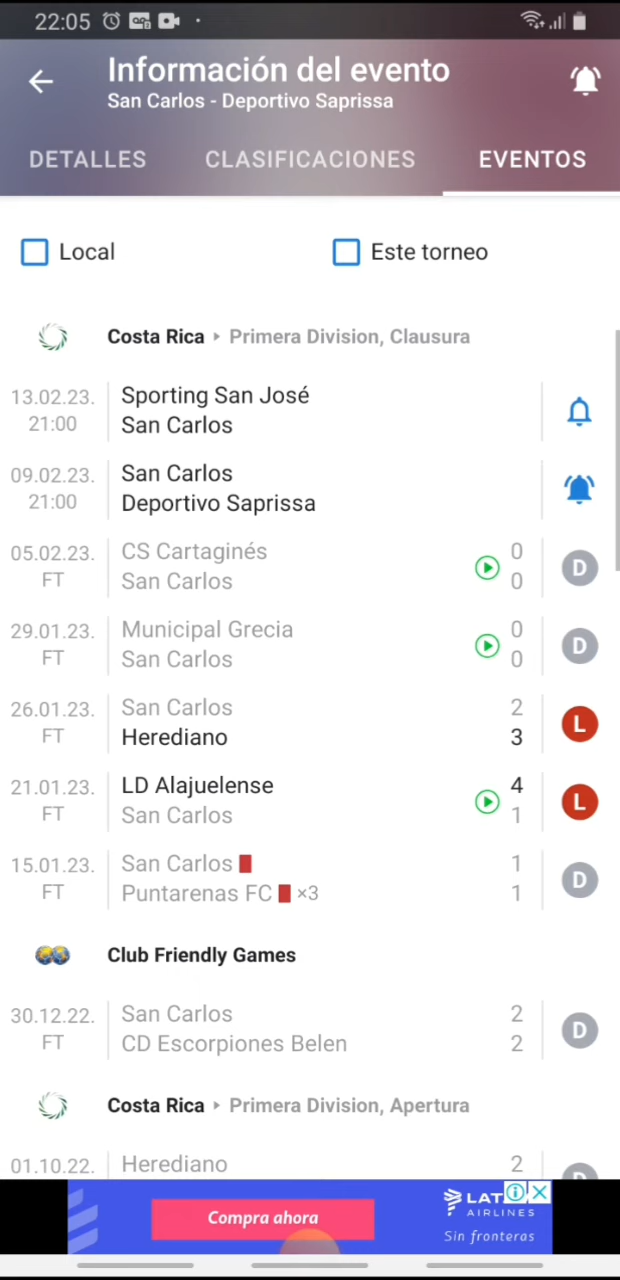 22:05
Información del evento
San Carlos - Deportivo Saprissa
DETALLES CLASIFICACIONES EVENTOS
Local Este torneo
Costa Rica ▸ Primera Division, Clausura
13.02.23. Sporting San José
21:00 San Carlos
09.02.23. San Carlos
21:00 Deportivo Saprissa
05.02.23. CS Cartaginés 0
FT San Carlos 0 D
29.01.23. Municipal Grecia 0
FT San Carlos 0 D
26.01.23. San Carlos 2
FT Herediano 3 L
21.01.23. LD Alajuelense 4
FT San Carlos 1 L
15.01.23. San Carlos 1
FT Puntarenas FC ×3 1 D
Club Friendly Games
30.12.22. San Carlos 2
FT CD Escorpiones Belen 2 D
Costa Rica ▸ Primera Division, Apertura
01.10.22. Herediano 2
Compra ahora
LAT
AIRLINES
Sin fronteras